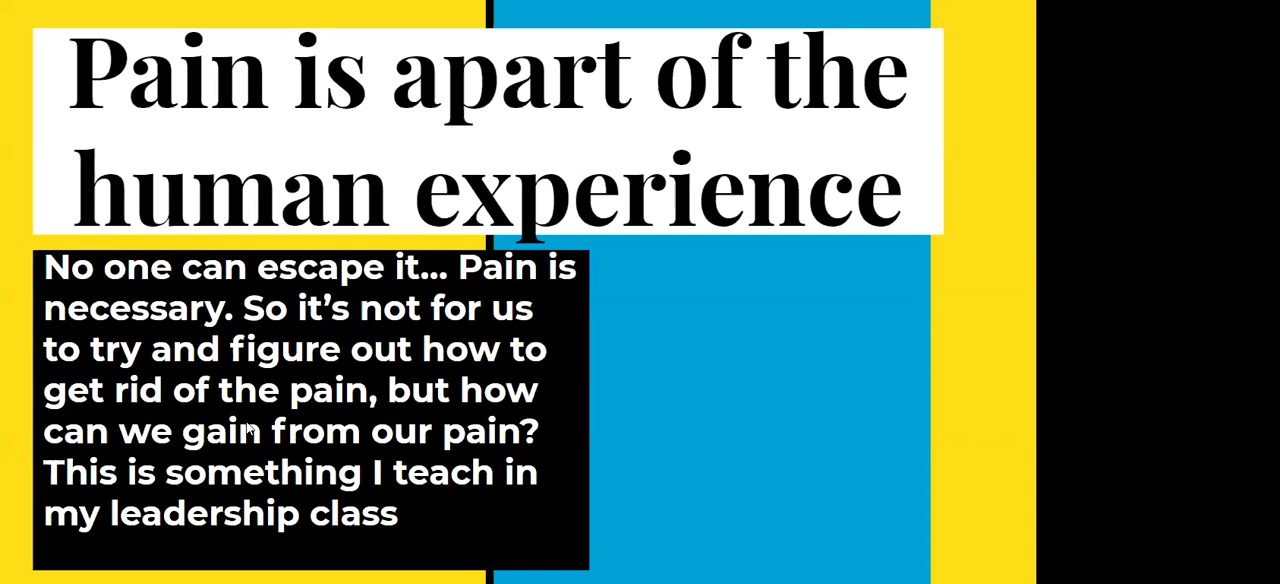 Pain is apart of the
human experience
No one can escape it... Pain is
necessary. So it’s not for us
to try and figure out how to
get rid of the pain, but how
can we gain from our pain?
This is something I teach in
my leadership class